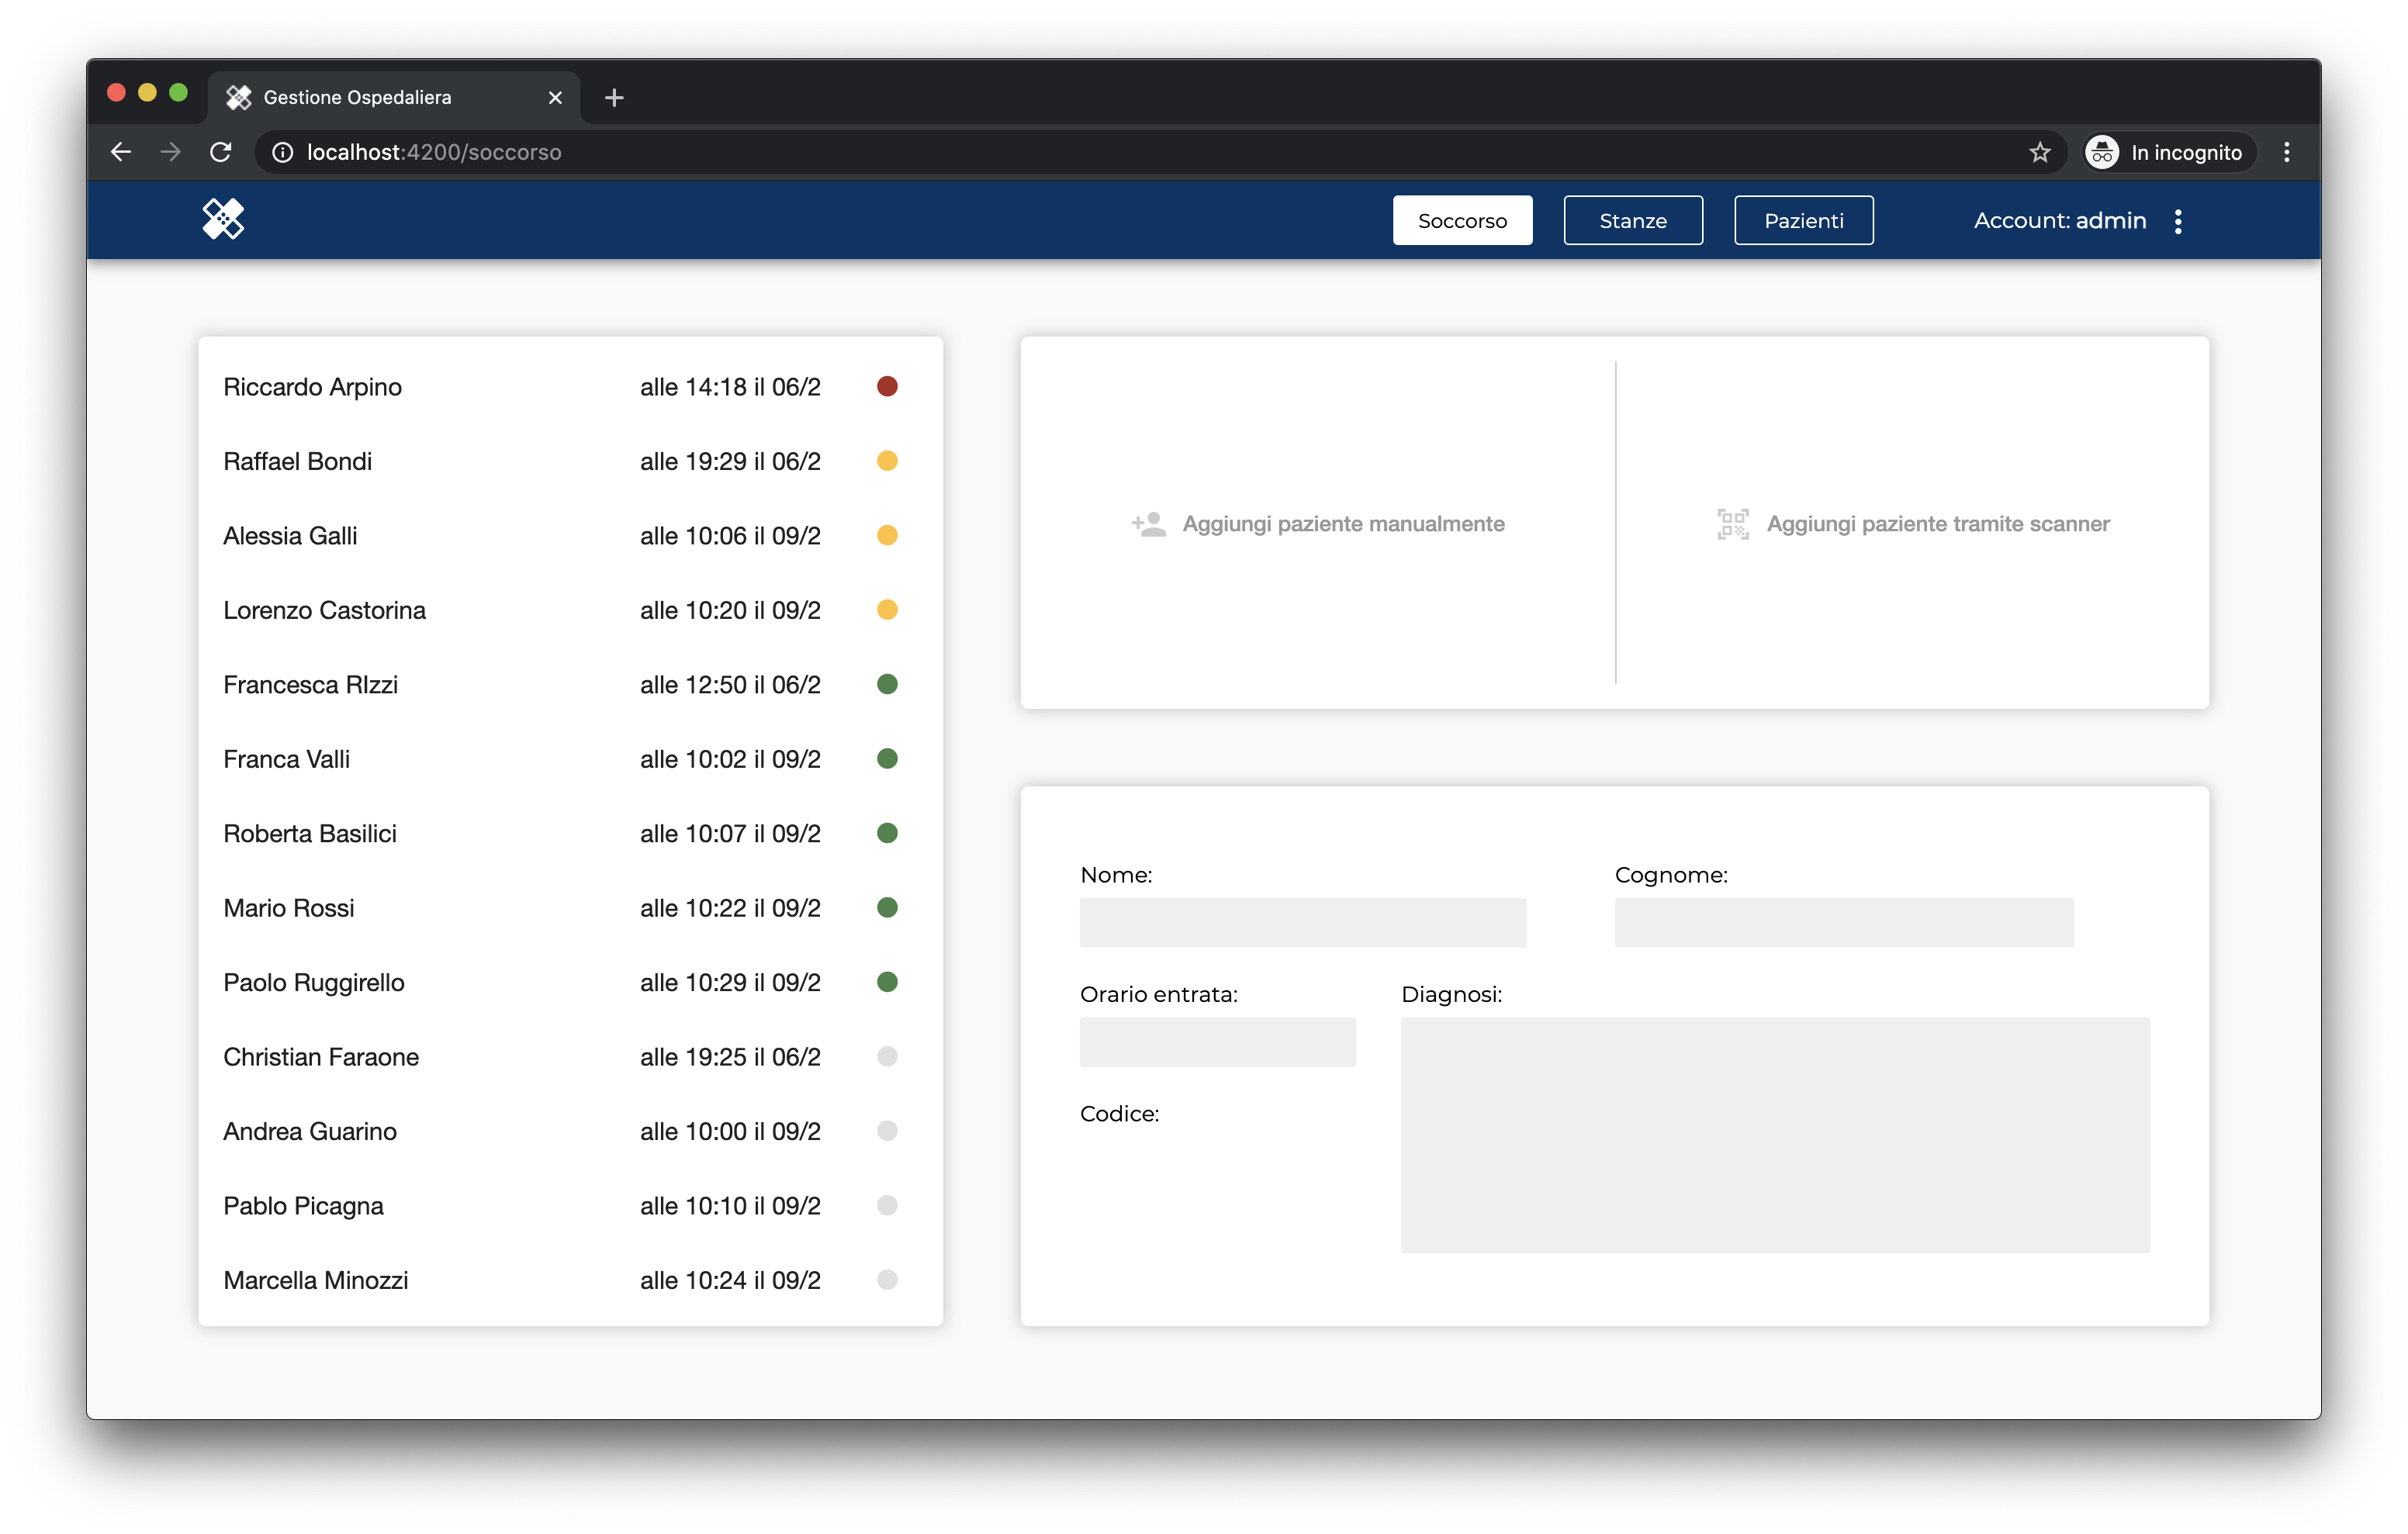 Gestione Ospedaliera
localhost:4200/soccorso
In incognito
Soccorso
Stanze
Pazienti
Account: admin
Riccardo Arpino alle 14:18 il 06/2
Raffael Bondi alle 19:29 il 06/2
Alessia Galli alle 10:06 il 09/2
Lorenzo Castorina alle 10:20 il 09/2
Francesca RIzzi alle 12:50 il 06/2
Franca Valli alle 10:02 il 09/2
Roberta Basilici alle 10:07 il 09/2
Mario Rossi alle 10:22 il 09/2
Paolo Ruggirello alle 10:29 il 09/2
Christian Faraone alle 19:25 il 06/2
Andrea Guarino alle 10:00 il 09/2
Pablo Picagna alle 10:10 il 09/2
Marcella Minozzi alle 10:24 il 09/2
Aggiungi paziente manualmente
Aggiungi paziente tramite scanner
Nome:
Cognome:
Orario entrata:
Diagnosi:
Codice: